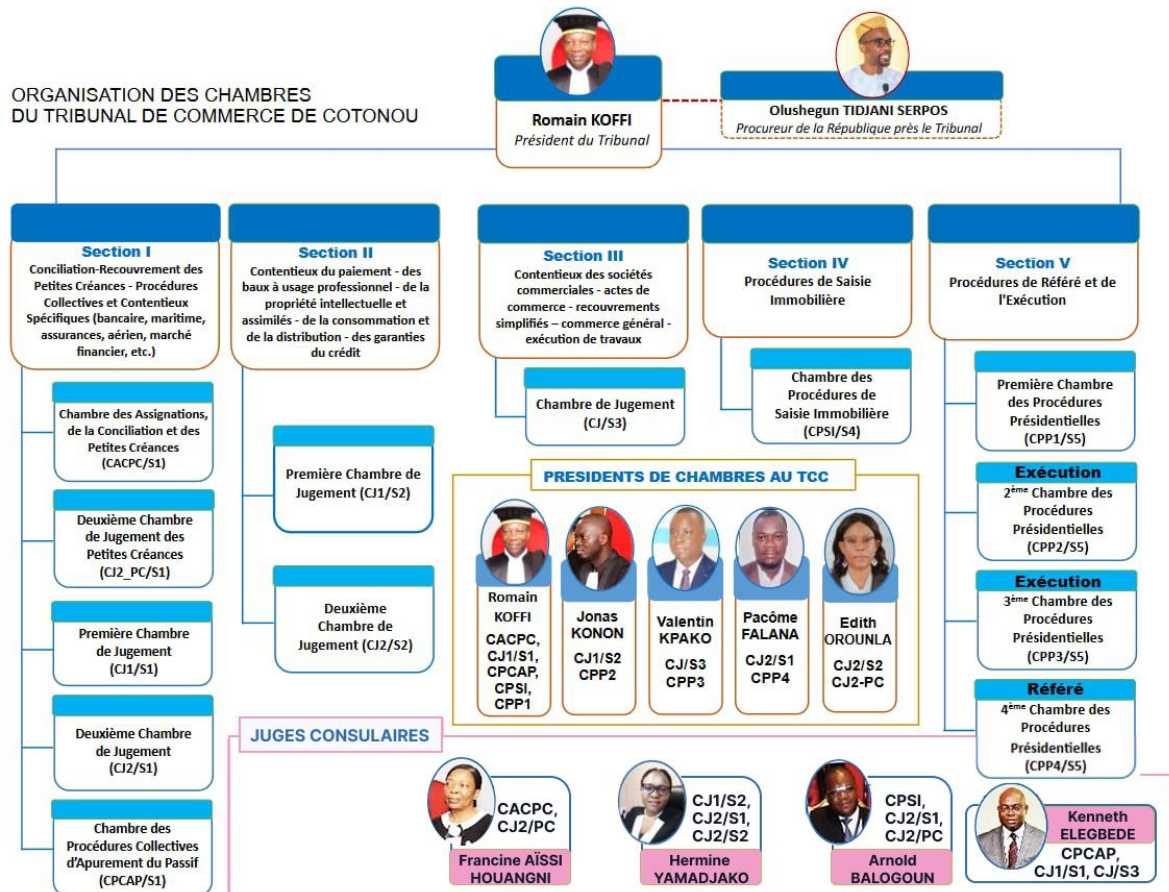 ORGANISATION DES CHAMBRES
DU TRIBUNAL DE COMMERCE DE COTONOU
Romain KOFFI
Président du Tribunal
Olushegun TIDJANI SERPOS
Procureur de la République près le Tribunal
Section I
Conciliation-Recouvrement des
Petites Créances - Procédures
Collectives et Contentieux
Spécifiques (bancaire, maritime,
assurances, aérien, marché
financier, etc.)
Chambre des Assignations,
de la Conciliation et des
Petites Créances
(CACPC/S1)
Deuxième Chambre
de Jugement des
Petites Créances
(CJ2_PC/S1)
Première Chambre
de Jugement
(CJ1/S1)
Deuxième Chambre
de Jugement
(CJ2/S1)
Chambre des
Procédures Collectives
d'Apurement du Passif
(CPCAP/S1)
Section II
Contentieux du paiement - des
baux à usage professionnel - de la
propriété intellectuelle et
assimilés - de la consommation et
de la distribution - des garanties
du crédit
Première Chambre de
Jugement (CJ1/S2)
Deuxième
Chambre de
Jugement (CJ2/S2)
Section III
Contentieux des sociétés
commerciales - actes de
commerce - recouvrements
simplifiés – commerce général -
exécution de travaux
Chambre de Jugement
(CJ/S3)
Section IV
Procédures de Saisie
Immobilière
Chambre des
Procédures de
Saisie Immobilière
(CPSI/S4)
Section V
Procédures de Référé et de
l'Exécution
Première Chambre
des Procédures
Présidentielles
(CPP1/S5)
Exécution
2ème Chambre des
Procédures
Présidentielles
(CPP2/S5)
Exécution
3ème Chambre des
Procédures
Présidentielles
(CPP3/S5)
Référé
4ème Chambre des
Procédures
Présidentielles
(CPP4/S5)
PRESIDENTS DE CHAMBRES AU TCC
Romain
KOFFI
CACPC,
CJ1/S1,
CPCAP,
CPSI,
CPP1
Jonas
KONON
CJ1/S2
CPP2
Valentin
KPAKO
CJ/S3
CPP3
Pacôme
FALANA
CJ2/S1
CPP4
Edith
OROUNLA
CJ2/S2
CJ2-PC
JUGES CONSULAIRES
CACPC,
CJ2/PC
Francine AÏSSI
HOUANGNI
CJ1/S2,
CJ2/S1,
CJ2/S2
Hermine
YAMADJAKO
CPSI,
CJ2/S1,
CJ2/PC
Arnold
BALOGOUN
Kenneth
ELEGBEDE
CPCAP,
CJ1/S1, CJ/S3